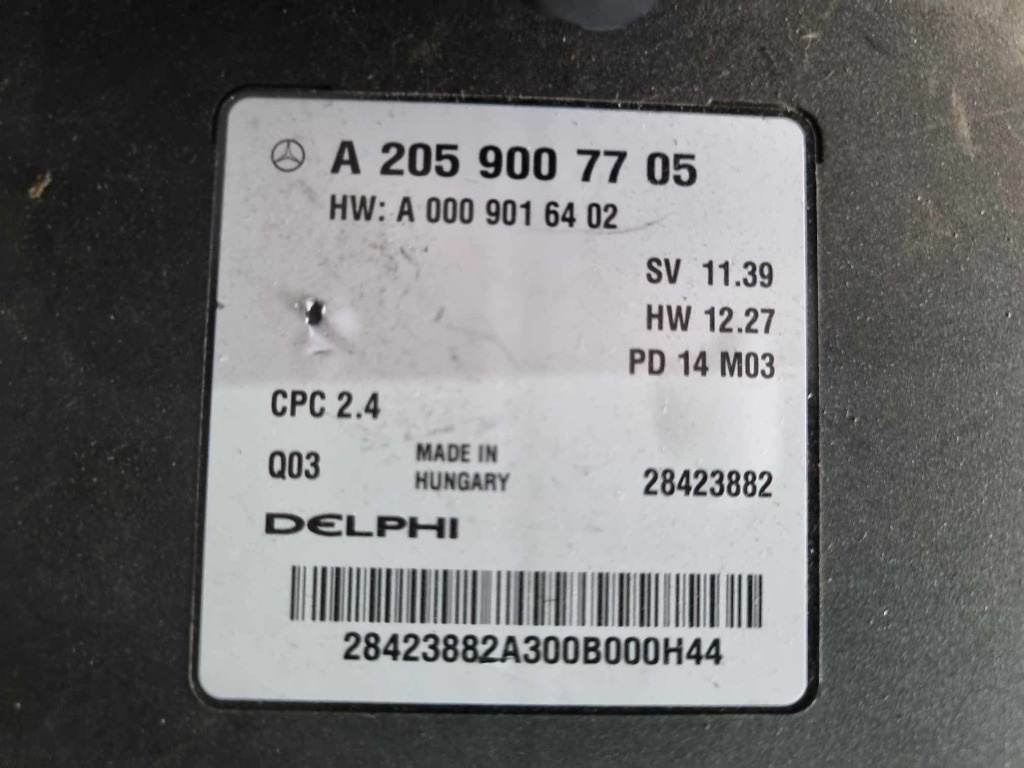 A 205 900 77 05
HW: A 000 901 64 02
SV 11.39
HW 12.27
PD 14 M03
CPC 2.4
Q03
MADE IN
HUNGARY
28423882
DELPHI
28423882A300B000H44